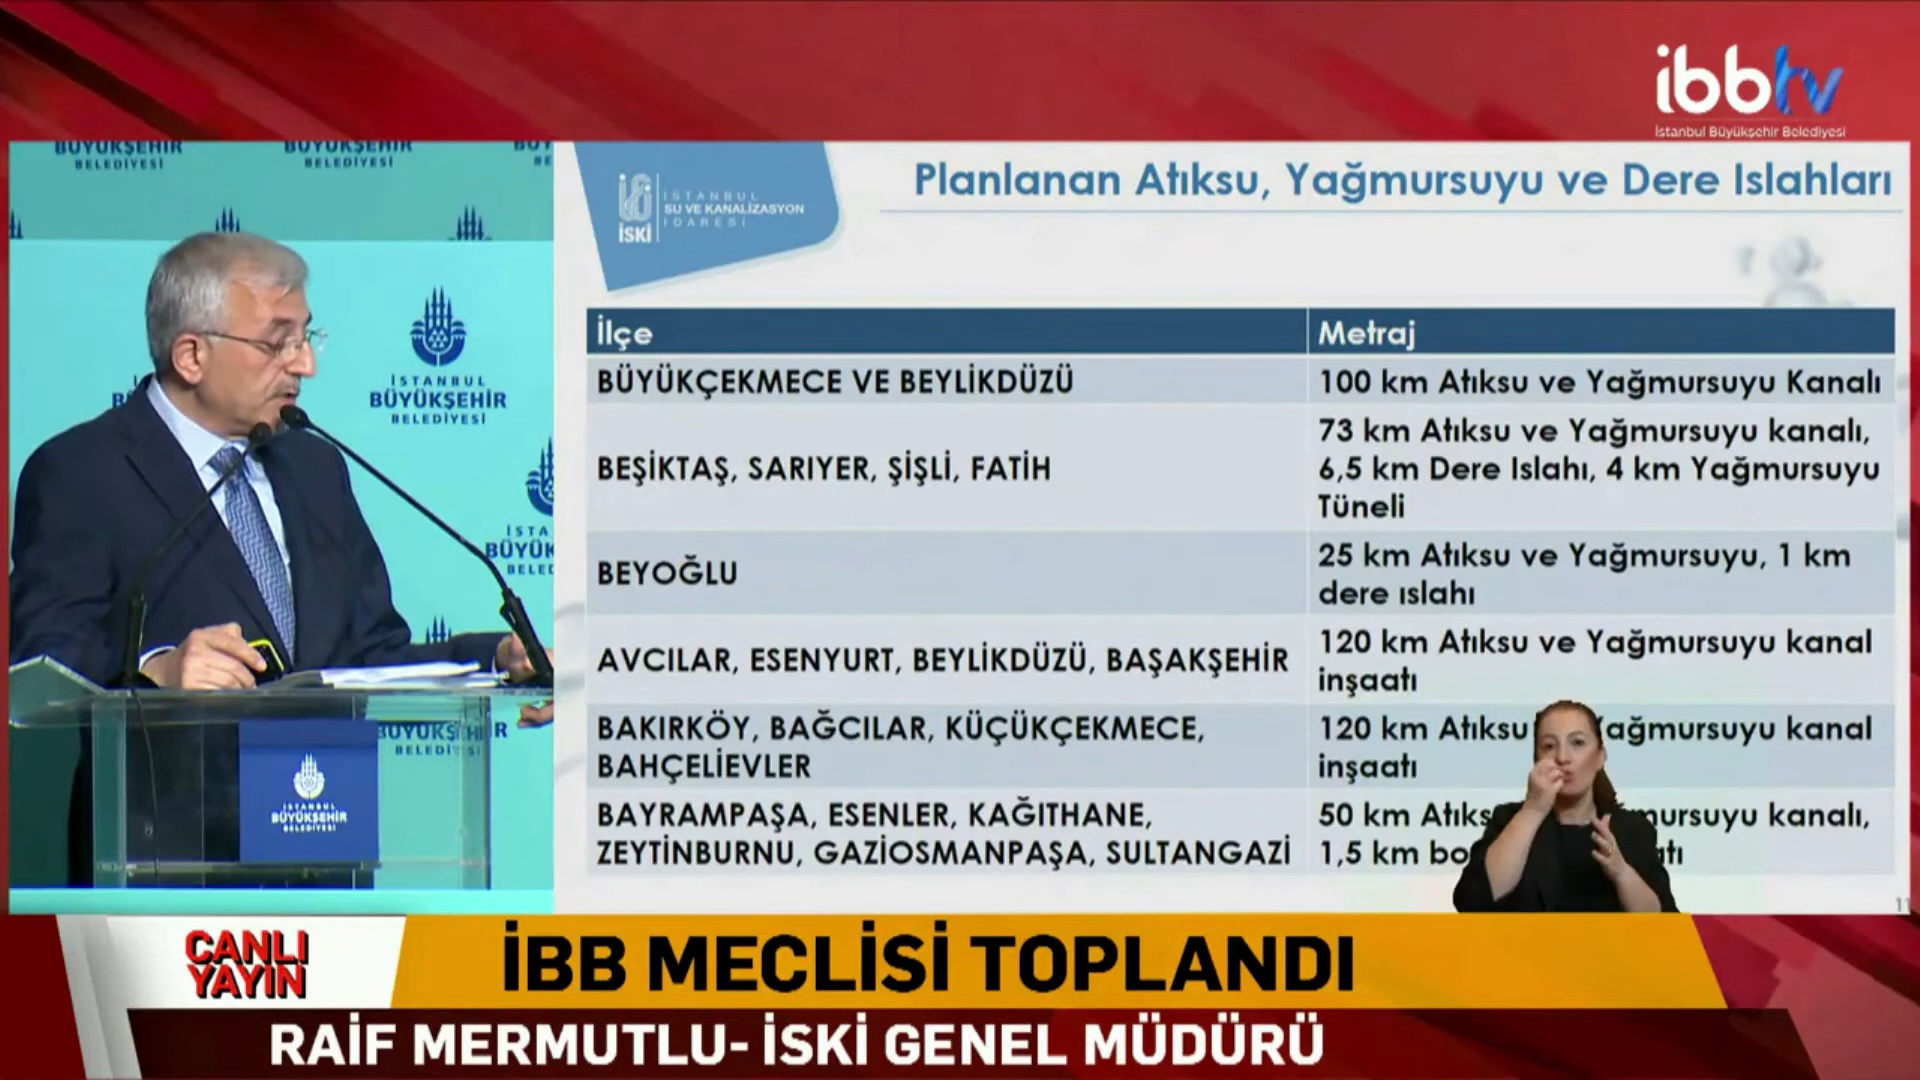 ibbtv
İstanbul Büyükşehir Belediyesi
BÜYÜKŞEHİR
BELEDİYESİ
BÜYÜKŞEHİR
BELEDİYESİ
İSTANBUL
BÜYÜKŞEHİR
BELEDİYESİ
İSTANBUL
BÜYÜKŞEHİR
BELEDİYESİ
İSKİ
İSTANBUL
SU VE KANALİZASYON
İDARESİ
Planlanan Atıksu, Yağmursuyu ve Dere Islahları
İlçe
Metraj
BÜYÜKÇEKMECE VE BEYLİKDÜZÜ
100 km Atıksu ve Yağmursuyu Kanalı
BEŞİKTAŞ, SARIYER, ŞİŞLİ, FATİH
73 km Atıksu ve Yağmursuyu kanalı,
6,5 km Dere Islahı, 4 km Yağmursuyu
Tüneli
BEYOĞLU
25 km Atıksu ve Yağmursuyu, 1 km
dere ıslahı
AVCILAR, ESENYURT, BEYLİKDÜZÜ, BAŞAKŞEHİR
120 km Atıksu ve Yağmursuyu kanal
inşaatı
BAKIRKÖY, BAĞCILAR, KÜÇÜKÇEKMECE,
BAHÇELİEVLER
120 km Atıksu Yağmursuyu kanal
inşaatı
BAYRAMPAŞA, ESENLER, KAĞITHANE,
ZEYTİNBURNU, GAZİOSMANPAŞA, SULTANGAZİ
50 km kanalı,
1,5 km
11
CANLI
YAYIN
İBB MECLİSİ TOPLANDI
RAİF MERMUTLU- İSKİ GENEL MÜDÜRÜ